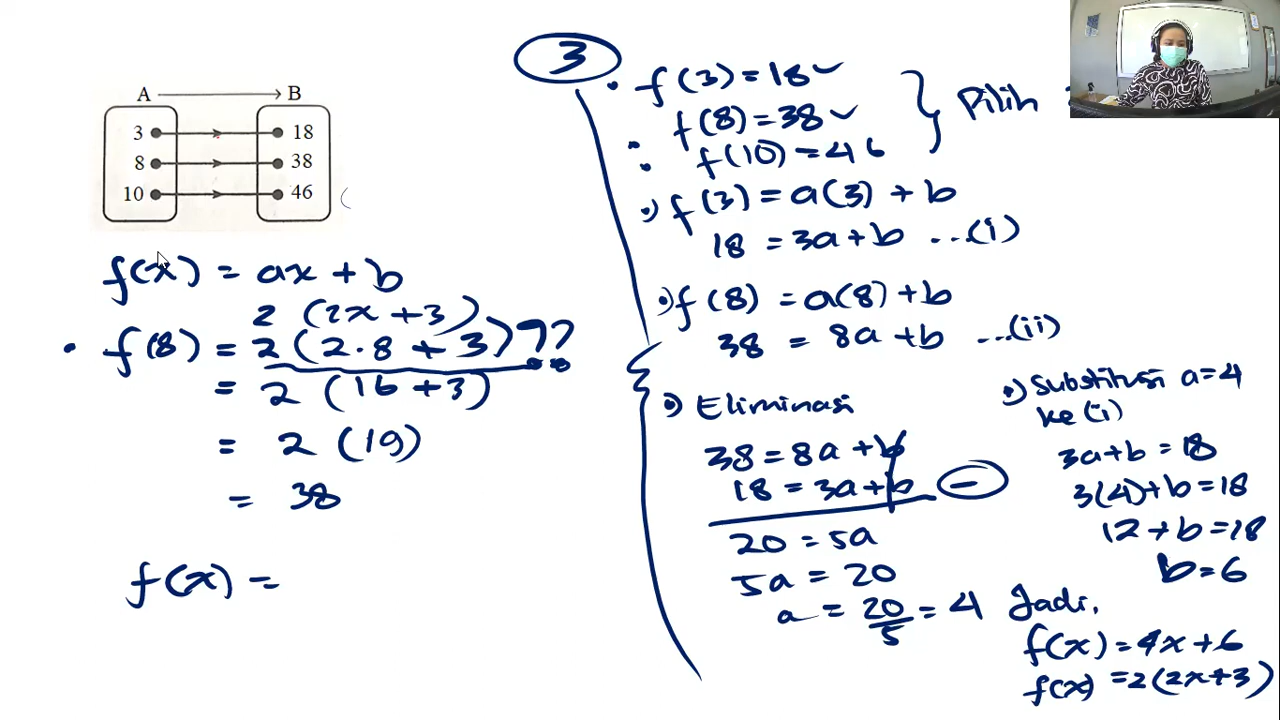 A → B
3 18
8 38
10 46
f(x) = ax + b
2 (2x + 3)
• f(8) = 2 (2·8 + 3) ??
= 2 (16 + 3)
= 2 (19)
= 38
f(x) =
3
• f(3) = 18 ✓
f(8) = 38 ✓
f(10) = 46
} Pilih
•) f(3) = a(3) + b
18 = 3a + b ...(i)
•) f(8) = a(8) + b
38 = 8a + b ...(ii)
•) Eliminasi
38 = 8a + b
18 = 3a + b −
20 = 5a
5a = 20
a = 20/5 = 4
•) Substitusi a = 4
ke (i)
3a + b = 18
3(4) + b = 18
12 + b = 18
b = 6
Jadi,
f(x) = 4x + 6
f(x) = 2(2x + 3)